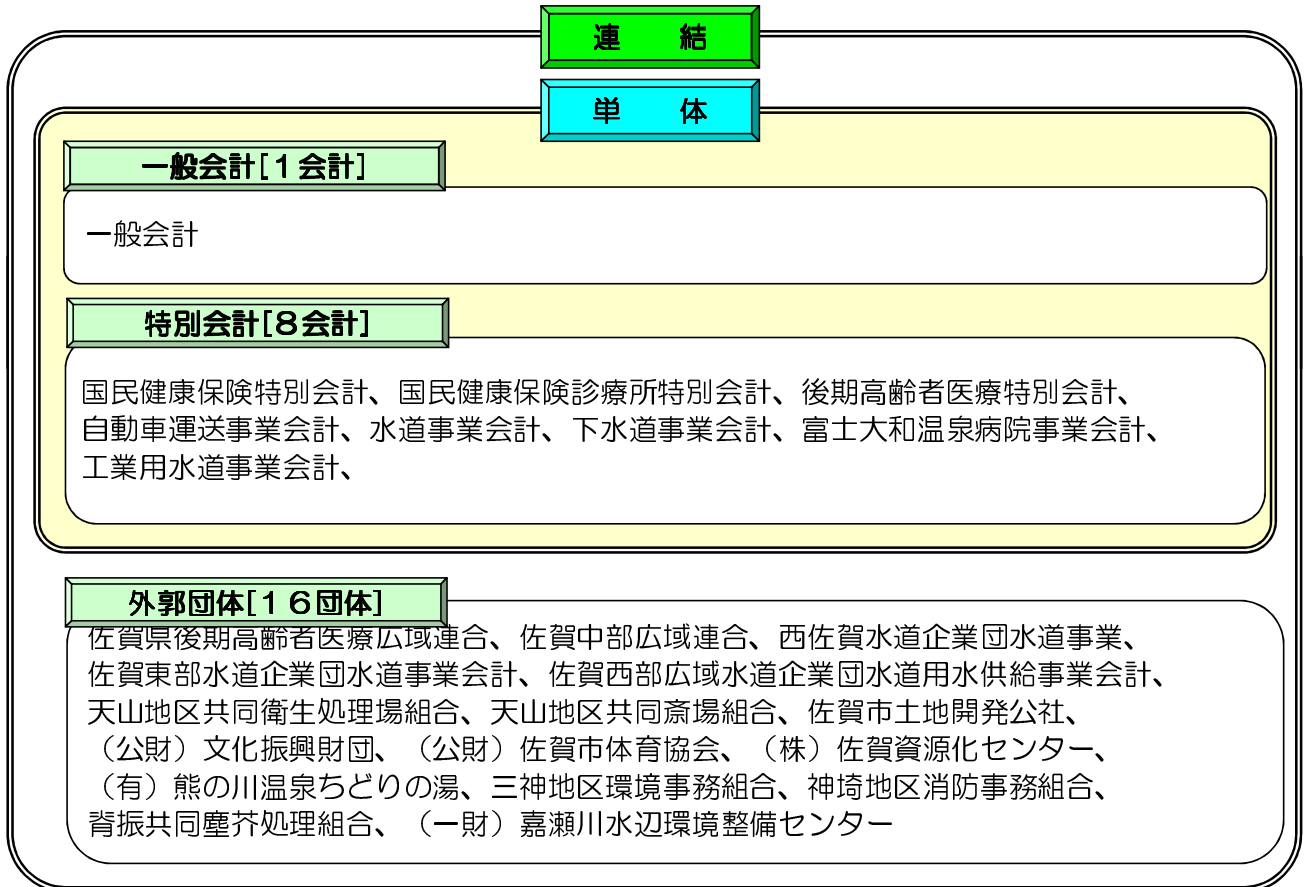 連　結
単　体
一般会計[１会計]
一般会計
特別会計[８会計]
国民健康保険特別会計、国民健康保険診療所特別会計、後期高齢者医療特別会計、
自動車運送事業会計、水道事業会計、下水道事業会計、富士大和温泉病院事業会計、
工業用水道事業会計、
外郭団体[１６団体]
佐賀県後期高齢者医療広域連合、佐賀中部広域連合、西佐賀水道企業団水道事業、
佐賀東部水道企業団水道事業会計、佐賀西部広域水道企業団水道用水供給事業会計、
天山地区共同衛生処理場組合、天山地区共同斎場組合、佐賀市土地開発公社、
（公財）文化振興財団、（公財）佐賀市体育協会、（株）佐賀資源化センター、
（有）熊の川温泉ちどりの湯、三神地区環境事務組合、神埼地区消防事務組合、
脊振共同塵芥処理組合、（一財）嘉瀬川水辺環境整備センター